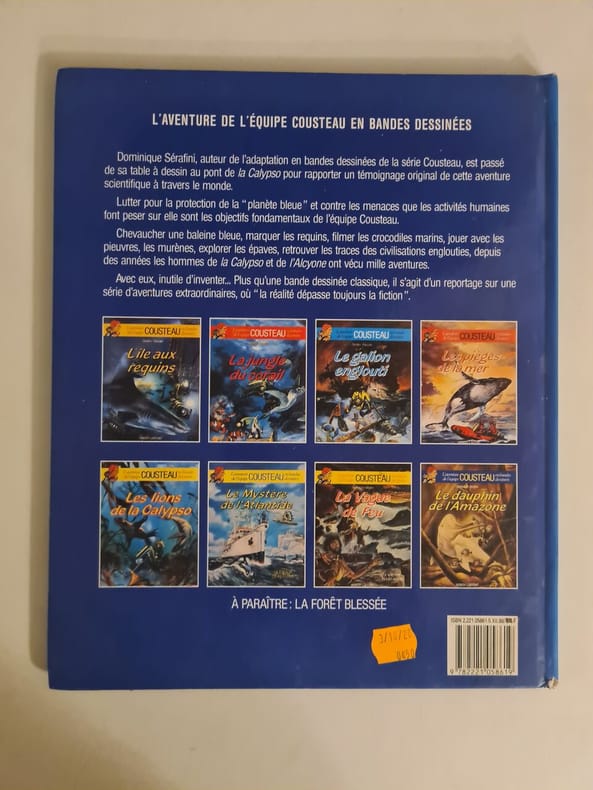 L'AVENTURE DE L'ÉQUIPE COUSTEAU EN BANDES DESSINÉES
Dominique Sérafini, auteur de l'adaptation en bandes dessinées de la série Cousteau, est passé
de sa table à dessin au pont de la Calypso pour rapporter un témoignage original de cette aventure
scientifique à travers le monde.
Lutter pour la protection de la "planète bleue" et contre les menaces que les activités humaines
font peser sur elle sont les objectifs fondamentaux de l'équipe Cousteau.
Chevaucher une baleine bleue, marquer les requins, filmer les crocodiles marins, jouer avec les
pieuvres, les murènes, explorer les épaves, retrouver les traces des civilisations englouties, depuis
des années les hommes de la Calypso et de l'Alcyone ont vécu mille aventures.
Avec eux, inutile d'inventer... Plus qu'une bande dessinée classique, il s'agit d'un reportage sur une
série d'aventures extraordinaires, où "la réalité dépasse toujours la fiction".
COUSTEAU
L'île aux
requins
COUSTEAU
La jungle
du corail
COUSTEAU
Le galion
englouti
COUSTEAU
Les pièges
de la mer
COUSTEAU
Les lions
de la Calypso
COUSTEAU
Le Mystère
de l'Atlantide
COUSTEAU
La Vague
de Feu
COUSTEAU
Le dauphin
de l'Amazone
À PARAÎTRE : LA FORÊT BLESSÉE
ISBN 2.221.05861-5
9 782221 058619